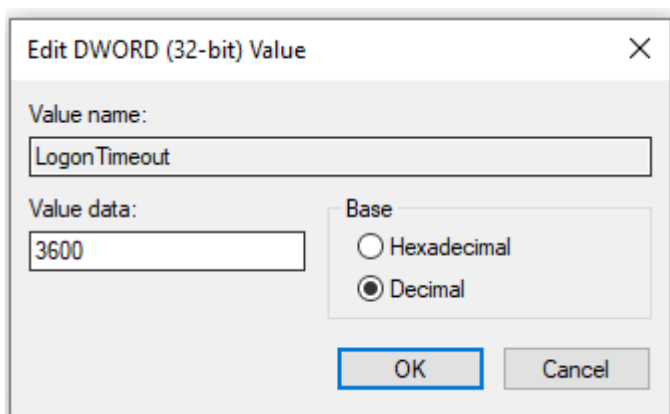 Edit DWORD (32-bit) Value
Value name:
LogonTimeout
Value data:
3600
Base
Hexadecimal
Decimal
OK
Cancel